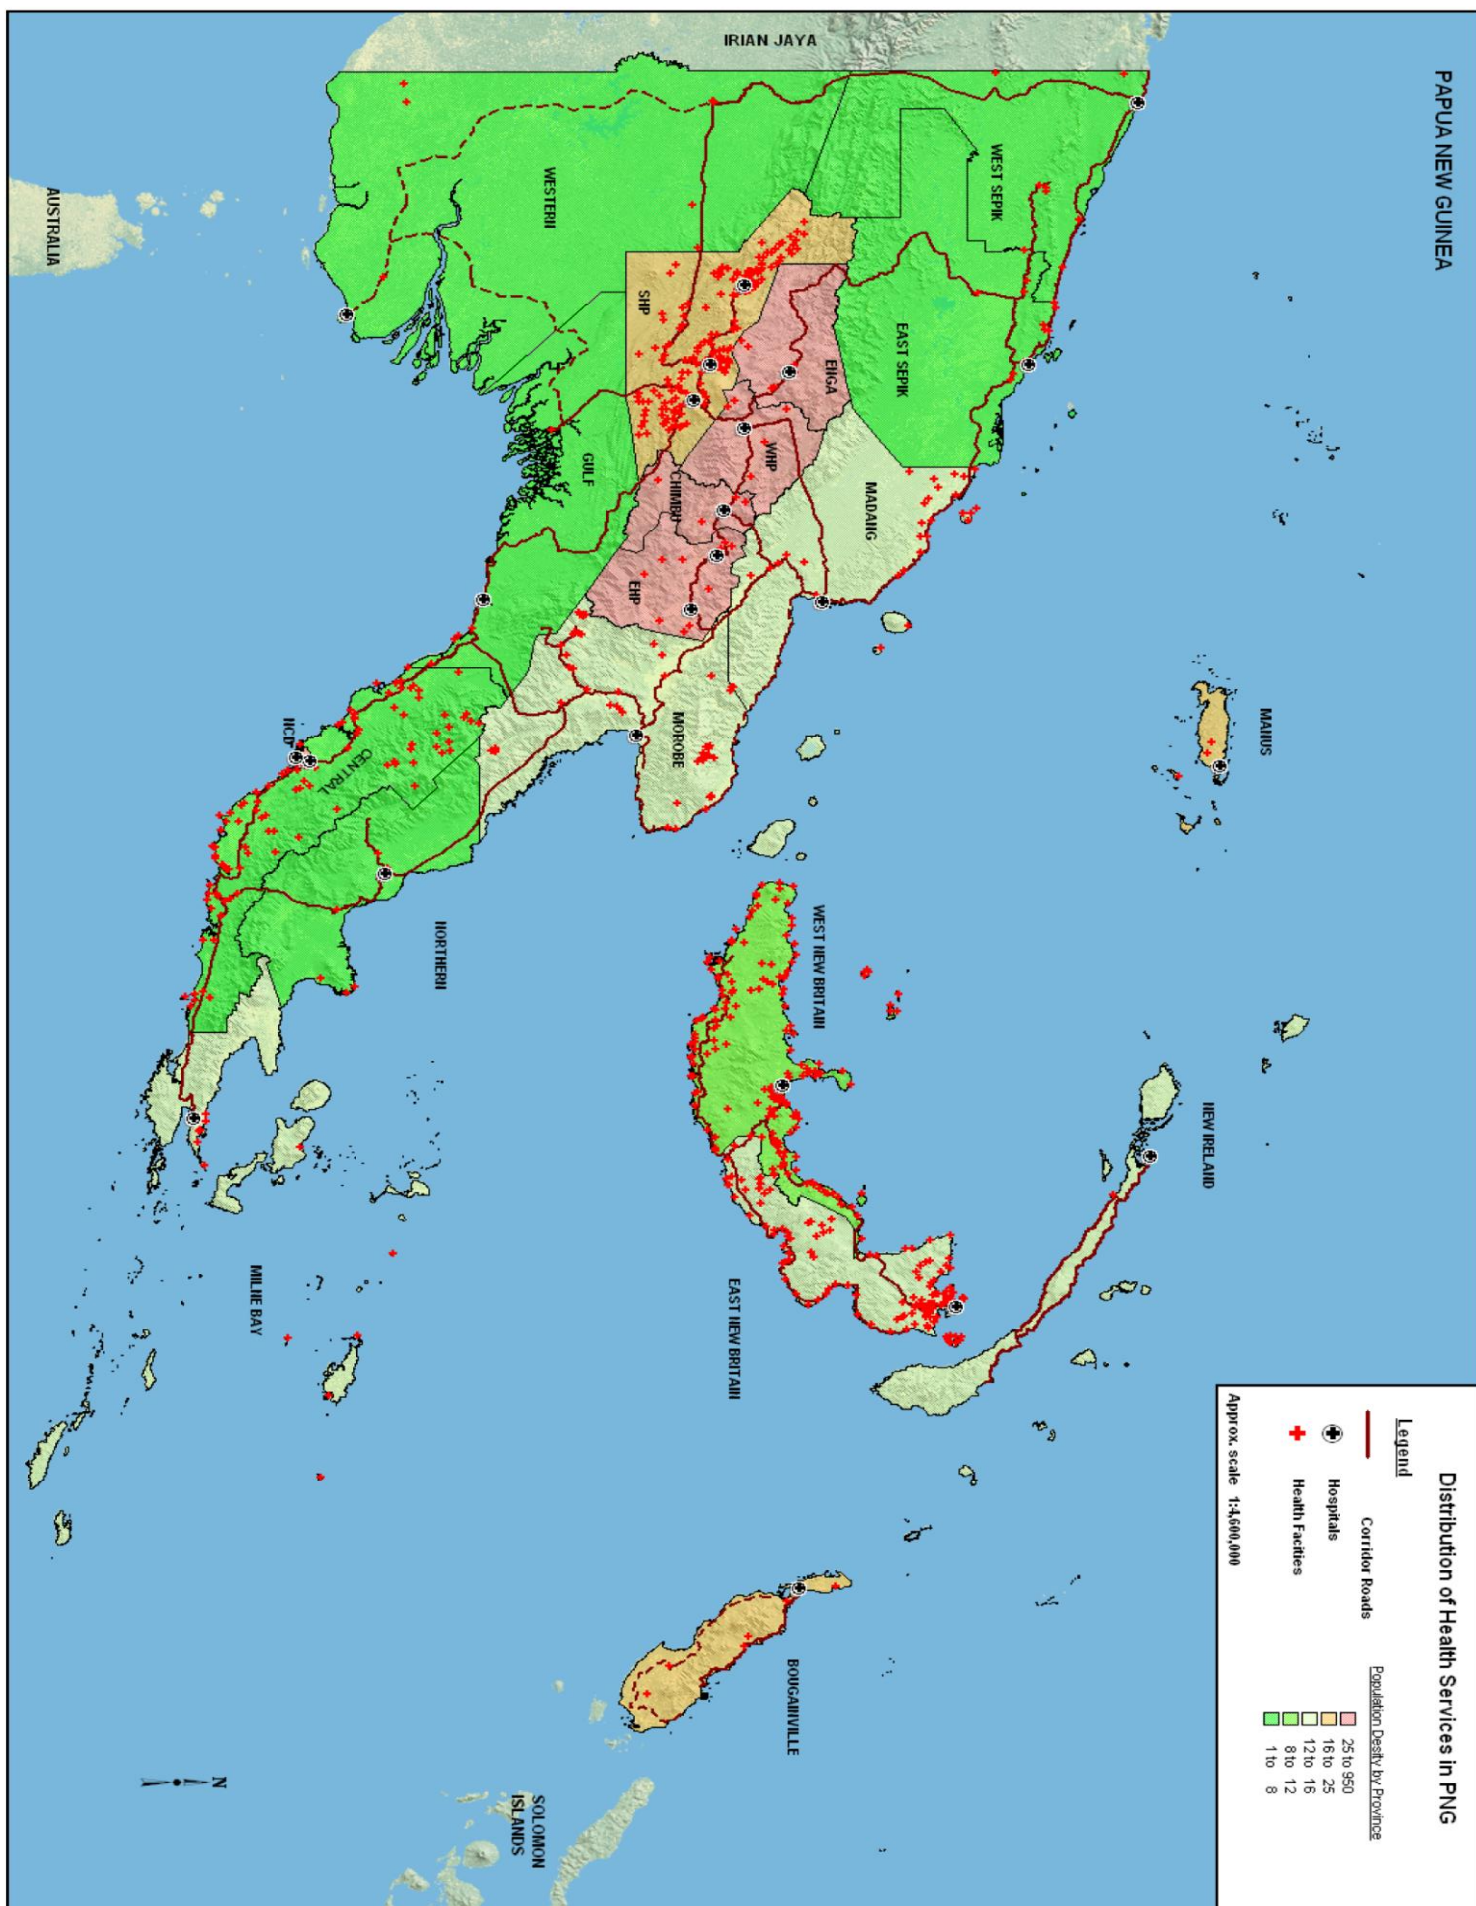 PAPUA NEW GUINEA
Distribution of Health Services in PNG
Legend
Corridor Roads
Hospitals
Health Facities
Population Desity by Province
25 to 950
16 to 25
12 to 16
8 to 12
1 to 8
Approx. scale 1:4,600,000
MANUS
NEW IRELAND
IRIAN JAYA
WEST SEPIK
EAST SEPIK
MADANG
ENGA
WHP
SHP
CHIMBU
EHP
WESTERN
GULF
MOROBE
WEST NEW BRITAIN
EAST NEW BRITAIN
BOUGAINVILLE
CENTRAL
NCD
NORTHERN
MILNE BAY
SOLOMON
ISLANDS
AUSTRALIA
N